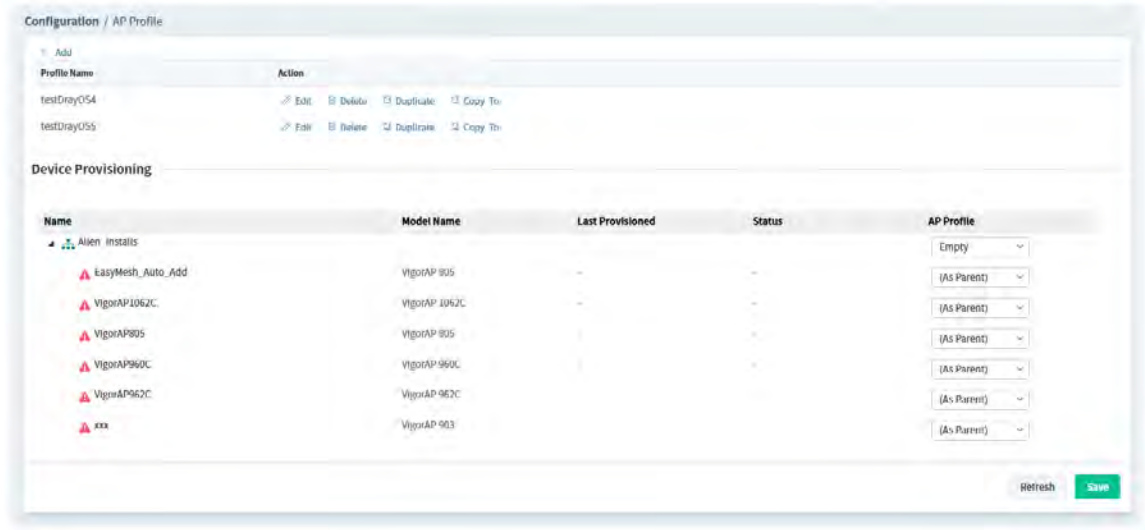 Configuration / AP Profile
Add
Profile Name Action
testDrayOS4 Edit Delete Duplicate Copy To
testDrayOS5 Edit Delete Duplicate Copy To
Device Provisioning
Name Model Name Last Provisioned Status AP Profile
Alien_Installs Empty
EasyMesh_Auto_Add VigorAP 805 - - (As Parent)
VigorAP1062C VigorAP 1062C - - (As Parent)
VigorAP805 VigorAP 805 - - (As Parent)
VigorAP960C VigorAP 960C - - (As Parent)
VigorAP962C VigorAP 962C (As Parent)
xxx VigorAP 903 (As Parent)
Refresh Save